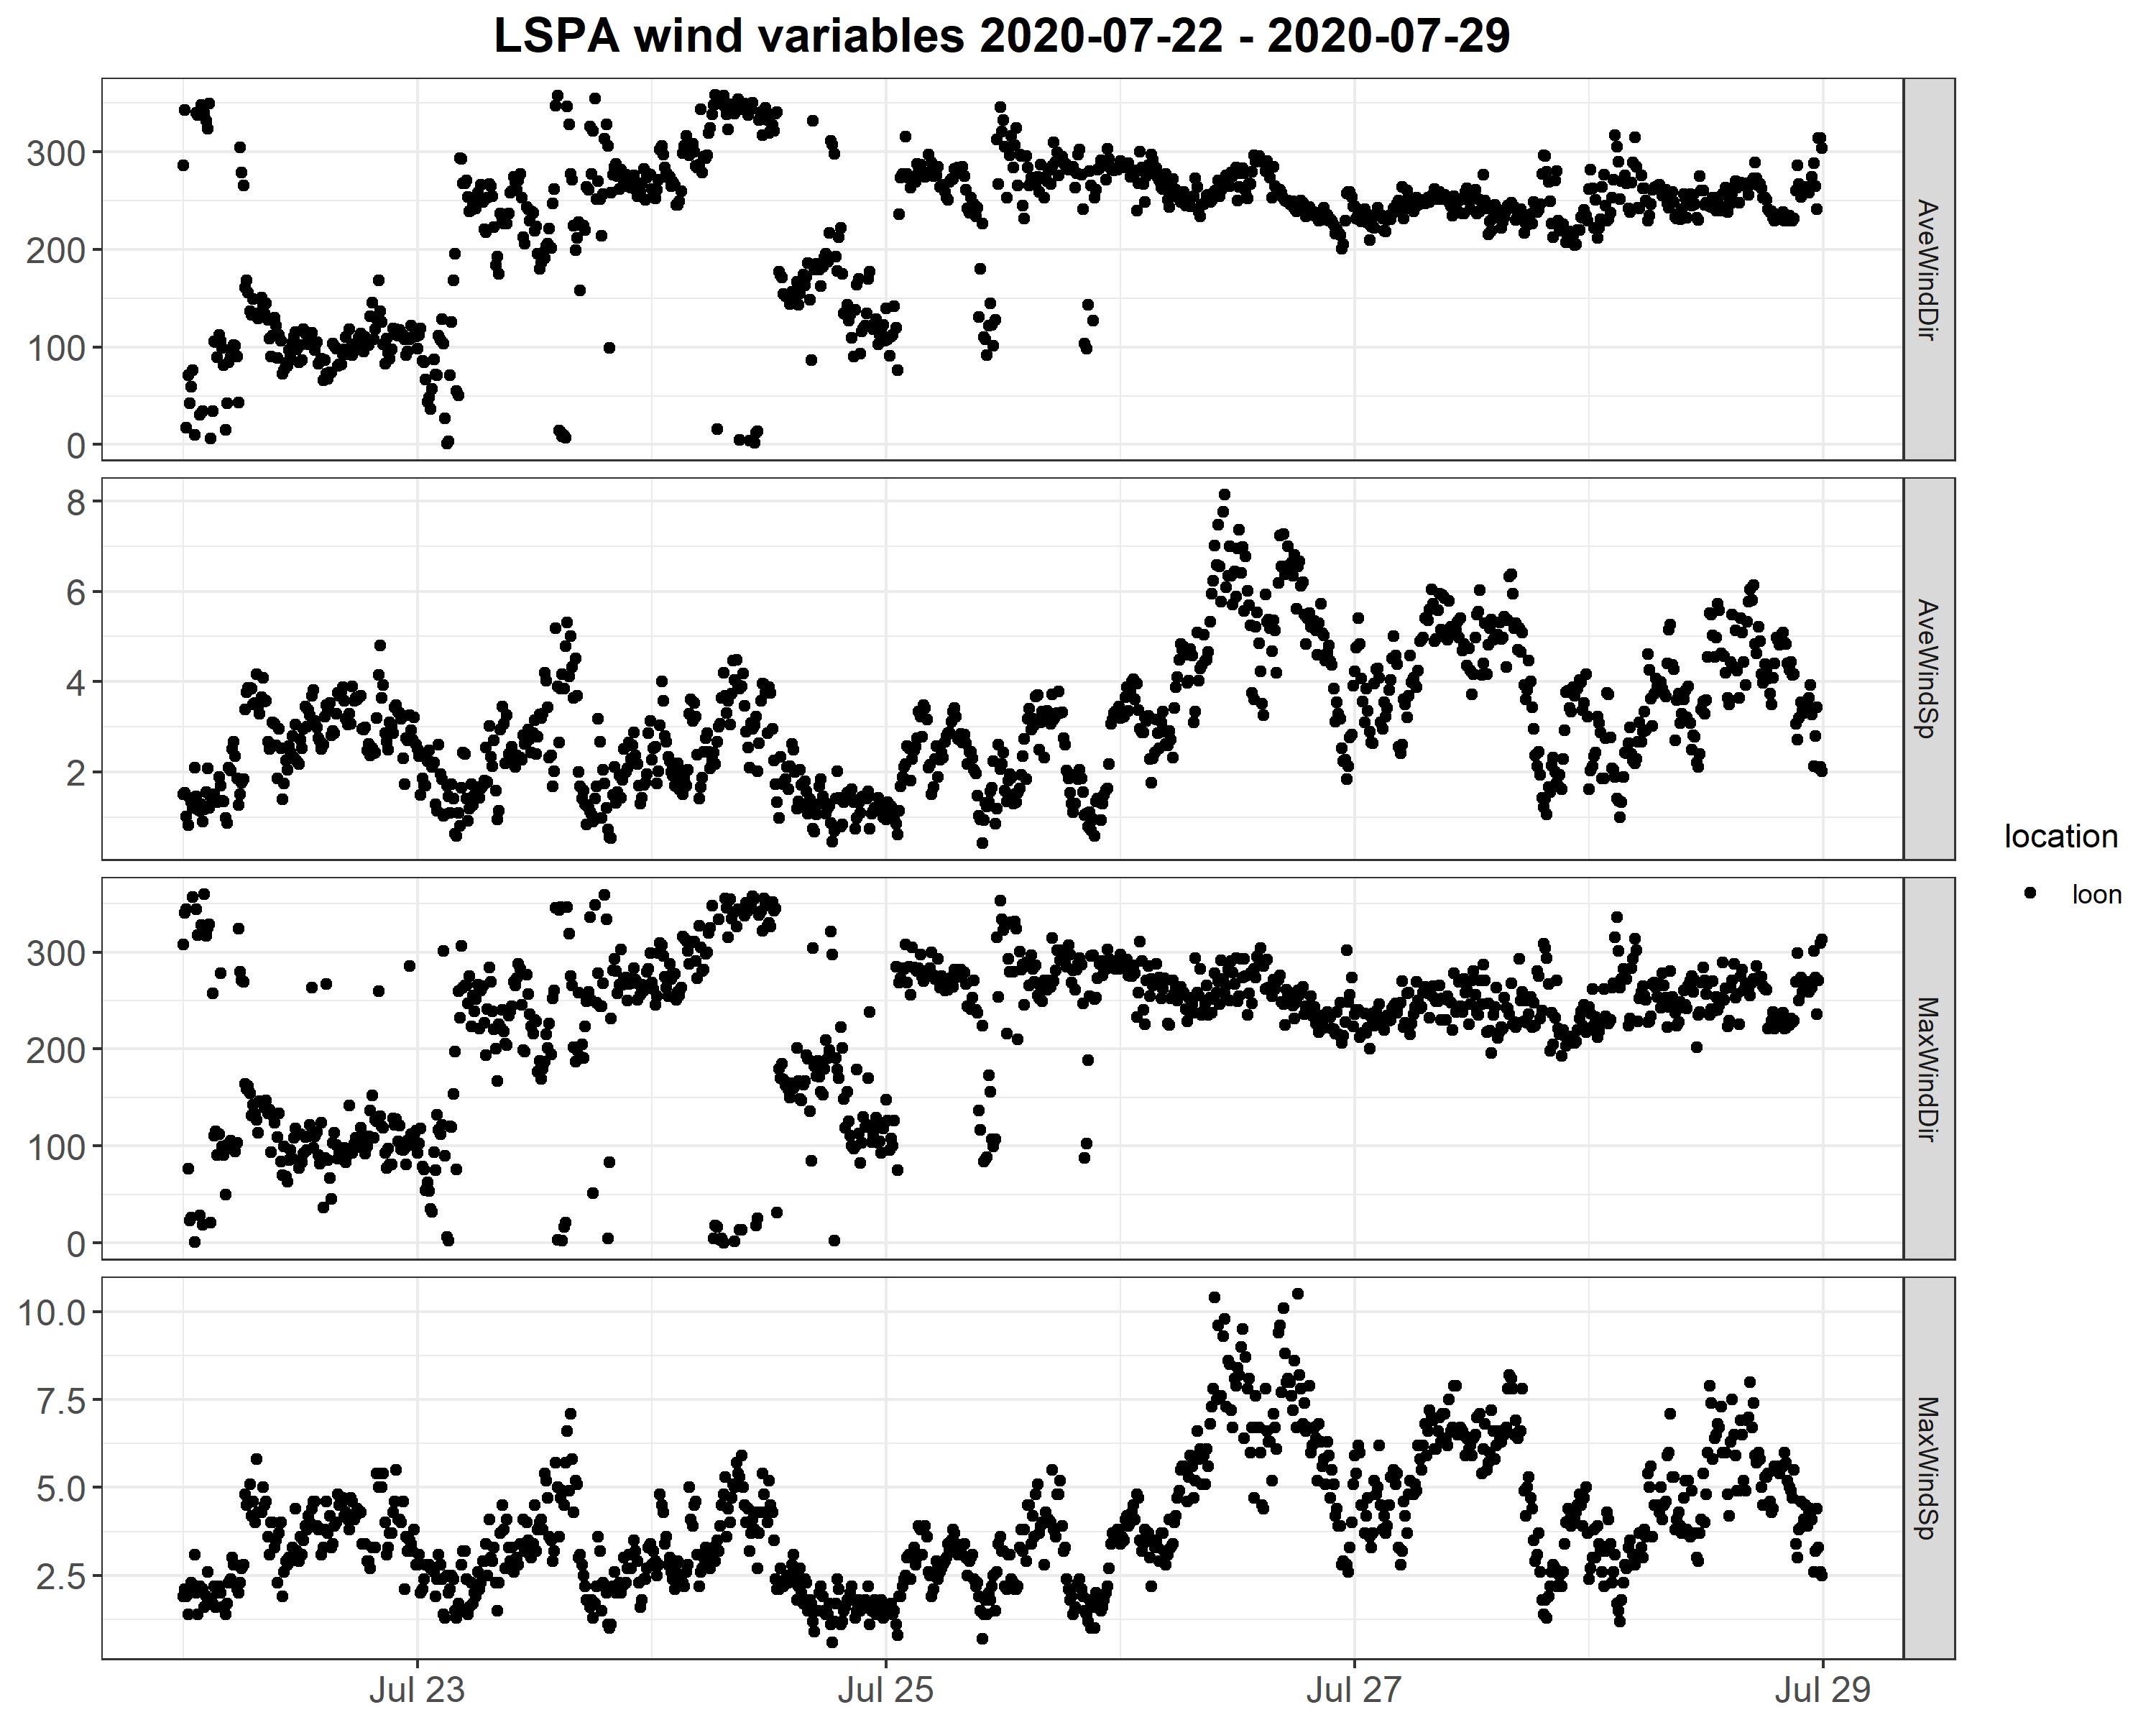 LSPA wind variables 2020-07-22 - 2020-07-29
300
200
100
0
AveWindDir
8
6
4
2
AveWindSp
300
200
100
0
MaxWindDir
10.0
7.5
5.0
2.5
MaxWindSp
Jul 23 Jul 25 Jul 27 Jul 29
location
loon